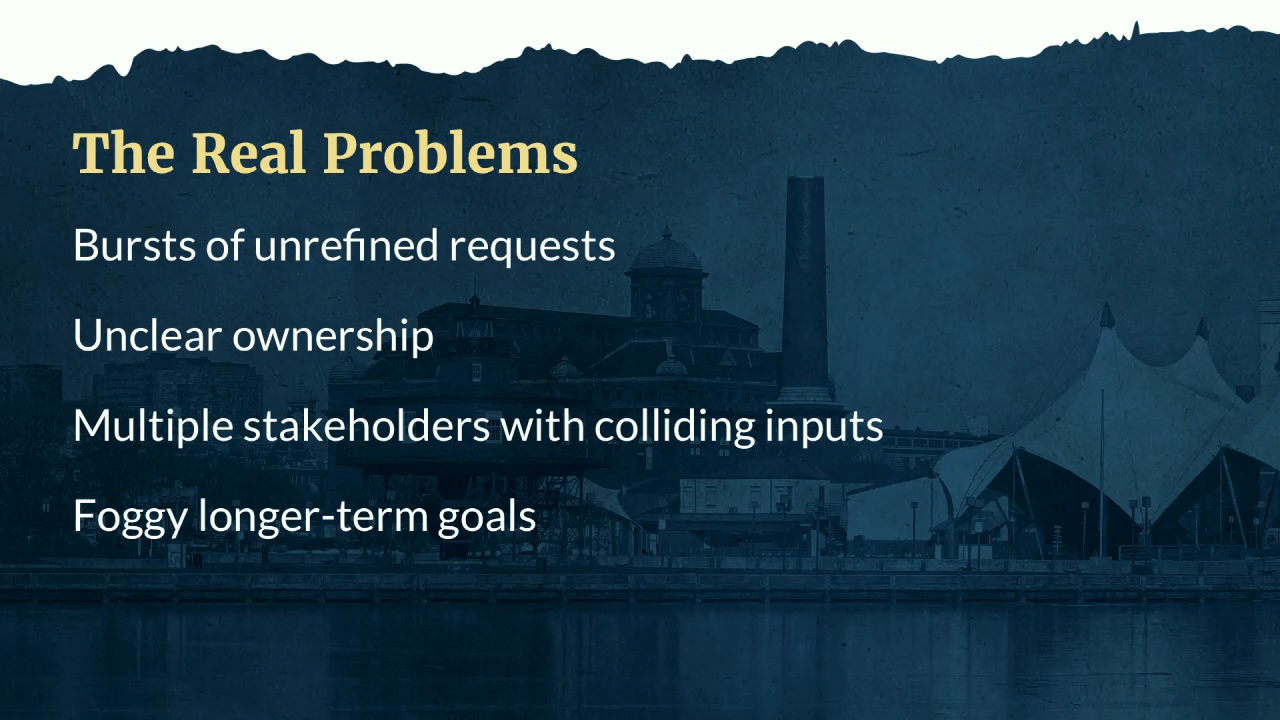 The Real Problems
Bursts of unrefined requests
Unclear ownership
Multiple stakeholders with colliding inputs
Foggy longer-term goals